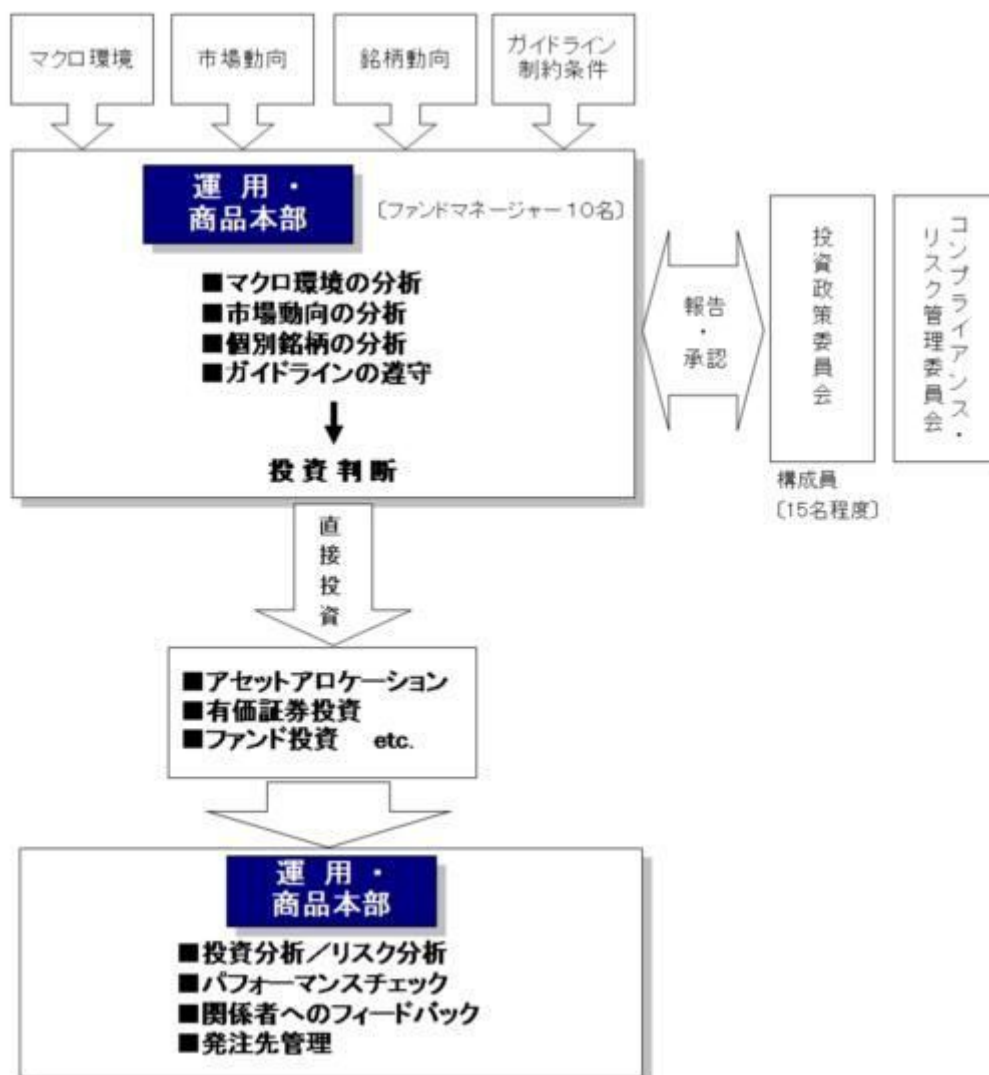 マクロ環境
市場動向
銘柄動向
ガイドライン
制約条件
運 用 ・
商品本部
〔ファンドマネージャー10名〕
■マクロ環境の分析
■市場動向の分析
■個別銘柄の分析
■ガイドラインの遵守
投 資 判 断
報告
・
承認
投資政策委員会
コンプライアンス・
リスク管理委員会
構成員
〔15名程度〕
直接投資
■アセットアロケーション
■有価証券投資
■ファンド投資 etc.
運 用 ・
商品本部
■投資分析／リスク分析
■パフォーマンスチェック
■関係者へのフィードバック
■発注先管理